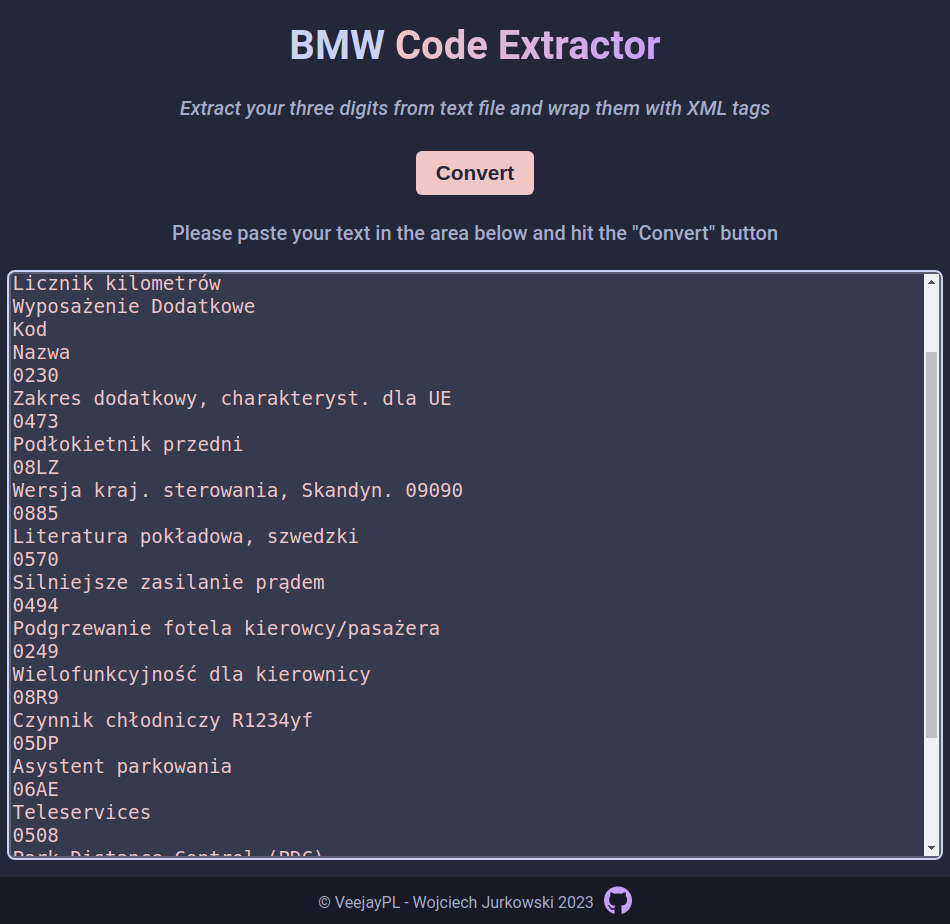 BMW Code Extractor
Extract your three digits from text file and wrap them with XML tags
Convert
Please paste your text in the area below and hit the "Convert" button
Licznik kilometrów
Wyposażenie Dodatkowe
Kod
Nazwa
0230
Zakres dodatkowy, charakteryst. dla UE
0473
Podłokietnik przedni
08LZ
Wersja kraj. sterowania, Skandyn. 09090
0885
Literatura pokładowa, szwedzki
0570
Silniejsze zasilanie prądem
0494
Podgrzewanie fotela kierowcy/pasażera
0249
Wielofunkcyjność dla kierownicy
08R9
Czynnik chłodniczy R1234yf
05DP
Asystent parkowania
06AE
Teleservices
0508
Park Distance Control (PDC)
© VeejayPL - Wojciech Jurkowski 2023